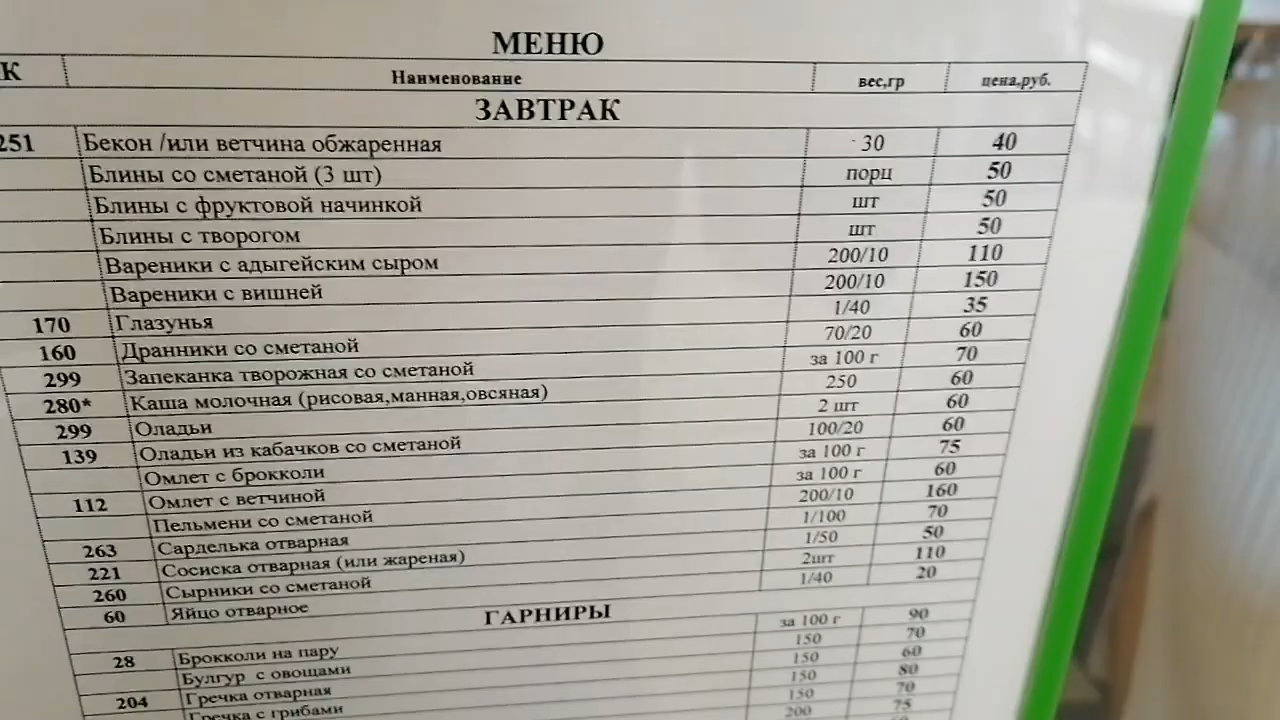 МЕНЮ
К Наименование вес,гр цена,руб.
ЗАВТРАК
251 Бекон /или ветчина обжаренная 30 40
Блины со сметаной (3 шт) порц 50
Блины с фруктовой начинкой шт 50
Блины с творогом шт 50
Вареники с адыгейским сыром 200/10 110
Вареники с вишней 200/10 150
170 Глазунья 1/40 35
160 Дранники со сметаной 70/20 60
299 Запеканка творожная со сметаной за 100 г 70
280* Каша молочная (рисовая,манная,овсяная) 250 60
299 Оладьи 2 шт 60
139 Оладьи из кабачков со сметаной 100/20 60
Омлет с брокколи за 100 г 75
112 Омлет с ветчиной за 100 г 60
Пельмени со сметаной 200/10 160
263 Сарделька отварная 1/100 70
221 Сосиска отварная (или жареная) 1/50 50
260 Сырники со сметаной 2шт 110
60 Яйцо отварное 1/40 20
ГАРНИРЫ
28 Брокколи на пару за 100 г 90
Булгур с овощами 150 70
204 Гречка отварная 150 60
Гречка с грибами 150 80
150 70
200 75